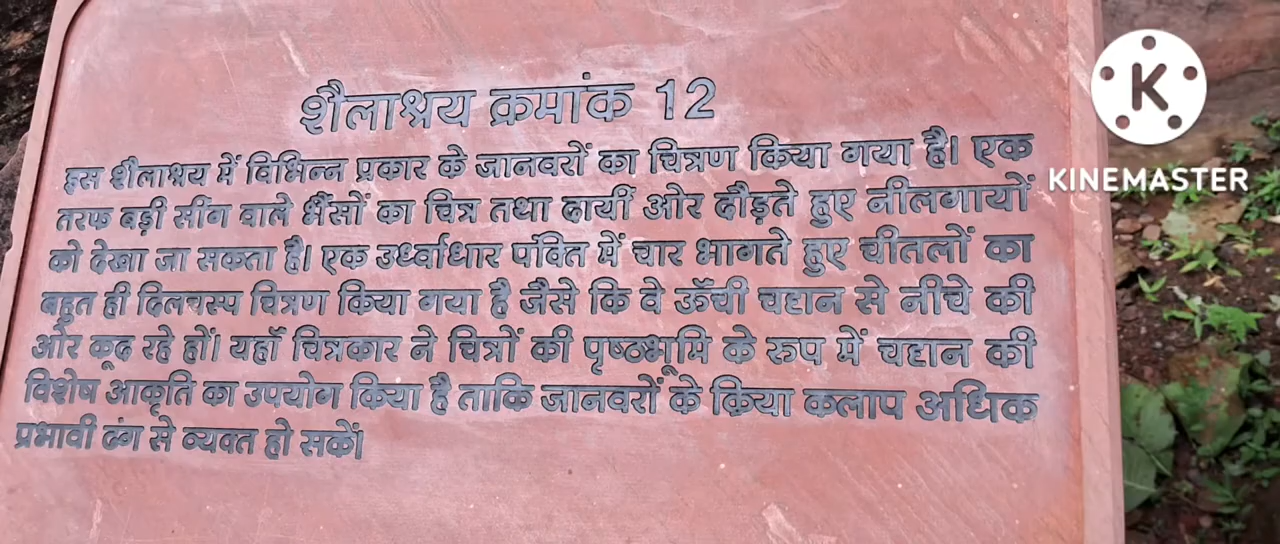 शैलाश्रय क्रमांक 12
इस शैलाश्रय में विभिन्न प्रकार के जानवरों का चित्रण किया गया है। एक
तरफ बड़ी सींग वाले भैंसों का चित्र तथा दायीं ओर दौड़ते हुए नीलगायों
को देखा जा सकता है। एक उर्ध्वाधार पंक्ति में चार भागते हुए चीतलों का
बहुत ही दिलचस्प चित्रण किया गया है जैसे कि वे ऊँची चट्टान से नीचे की
ओर कूद रहे हों। यहाँ चित्रकार ने चित्रों की पृष्ठभूमि के रुप में चट्टान की
विशेष आकृति का उपयोग किया है ताकि जानवरों के क्रिया कलाप अधिक
प्रभावी ढंग से व्यक्त हो सकें।
KINEMASTER